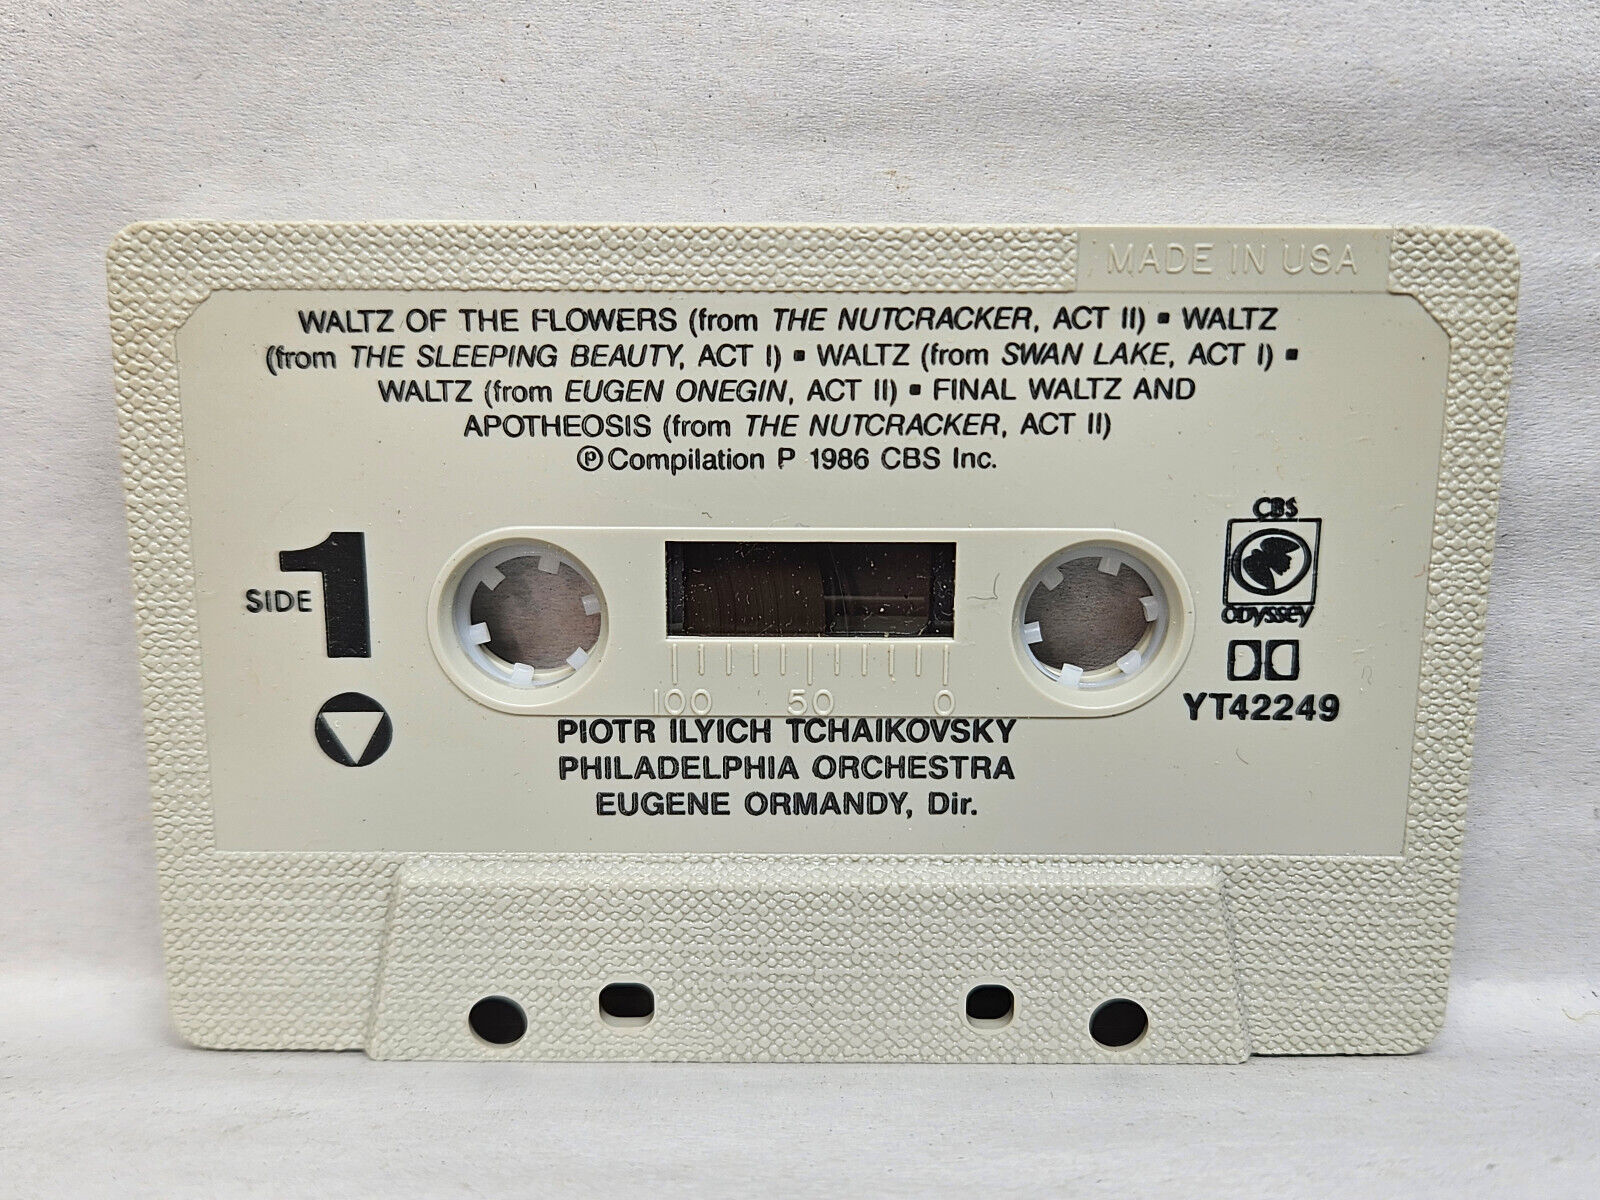 MADE IN USA
WALTZ OF THE FLOWERS (from THE NUTCRACKER, ACT II) ▪ WALTZ
(from THE SLEEPING BEAUTY, ACT I) ▪ WALTZ (from SWAN LAKE, ACT I) ▪
WALTZ (from EUGEN ONEGIN, ACT II) ▪ FINAL WALTZ AND
APOTHEOSIS (from THE NUTCRACKER, ACT II)
℗ Compilation P 1986 CBS Inc.
SIDE 1
CBS
ODYSSEY
100 50 0
YT42249
PIOTR ILYICH TCHAIKOVSKY
PHILADELPHIA ORCHESTRA
EUGENE ORMANDY, Dir.